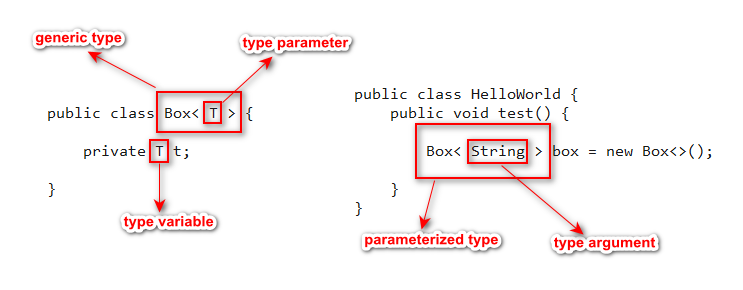 generic type
type parameter
public class Box< T > {
private T t;
}
type variable
public class HelloWorld {
public void test() {
Box< String > box = new Box<>();
}
}
parameterized type
type argument